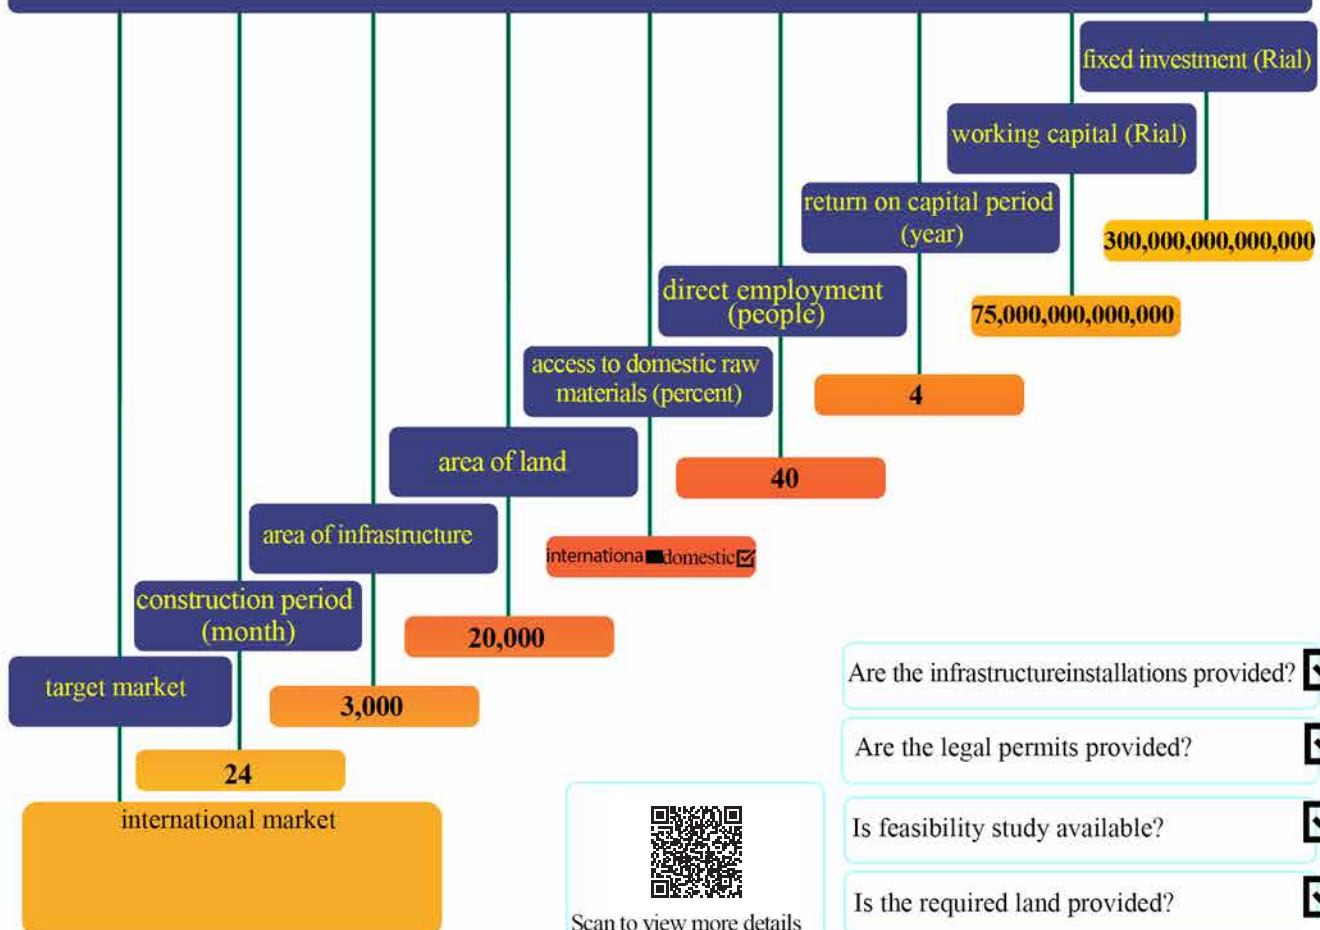 fixed investment (Rial)
300,000,000,000,000
working capital (Rial)
75,000,000,000,000
return on capital period
(year)
4
direct employment
(people)
40
access to domestic raw
materials (percent)
internationa domestic
area of land
20,000
area of infrastructure
3,000
construction period
(month)
24
target market
international market
Scan to view more details
Are the infrastructureinstallations provided?
Are the legal permits provided?
Is feasibility study available?
Is the required land provided?